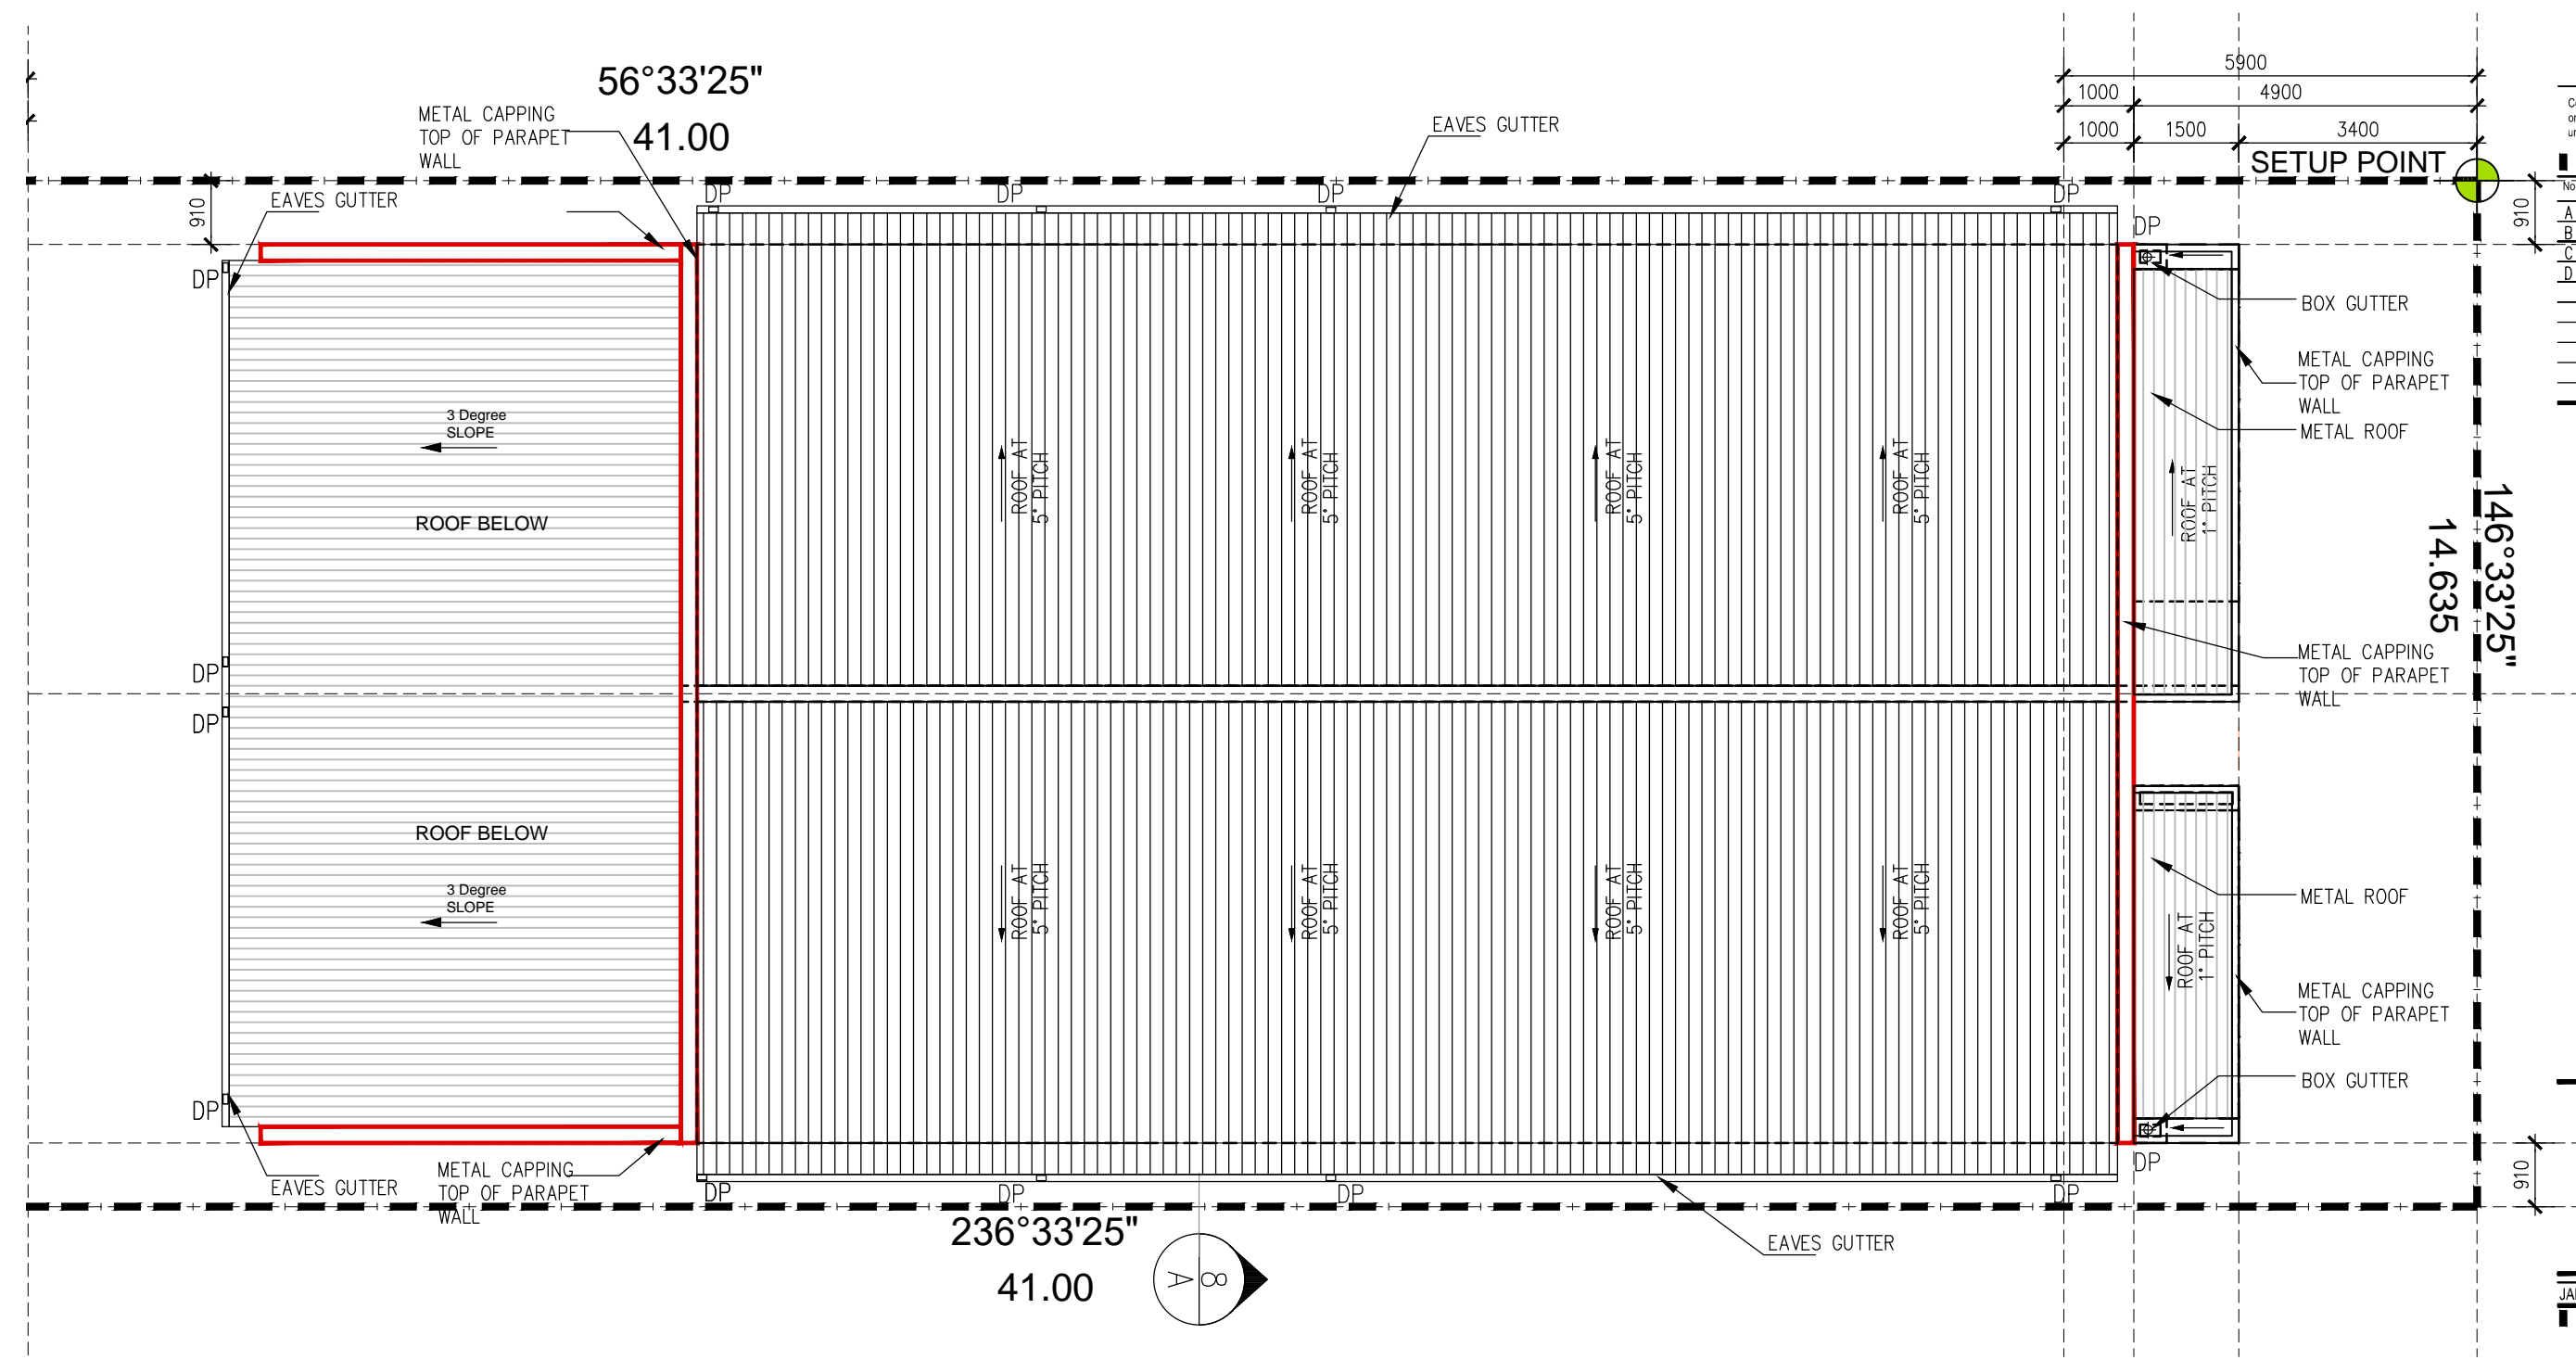 5900
56°33'25"
1000
4900
METAL CAPPING
TOP OF PARAPET
WALL
41.00
EAVES GUTTER
1000
1500
3400
SETUP POINT
No
A
B
C
D
EAVES GUTTER
910
DP
DP
DP
DP
DP
910
DP
BOX GUTTER
METAL CAPPING
TOP OF PARAPET
WALL
METAL ROOF
3 Degree
SLOPE
ROOF AT
5° PITCH
ROOF AT
5° PITCH
ROOF AT
5° PITCH
ROOF AT
5° PITCH
ROOF AT
1° PITCH
ROOF BELOW
146°33'25"
14.635
METAL CAPPING
TOP OF PARAPET
WALL
DP
DP
ROOF BELOW
3 Degree
SLOPE
ROOF AT
5° PITCH
ROOF AT
5° PITCH
ROOF AT
5° PITCH
ROOF AT
5° PITCH
METAL ROOF
ROOF AT
1° PITCH
METAL CAPPING
TOP OF PARAPET
WALL
BOX GUTTER
DP
DP
METAL CAPPING
TOP OF PARAPET
WALL
EAVES GUTTER
DP
DP
DP
DP
910
236°33'25"
41.00
8
A
EAVES GUTTER